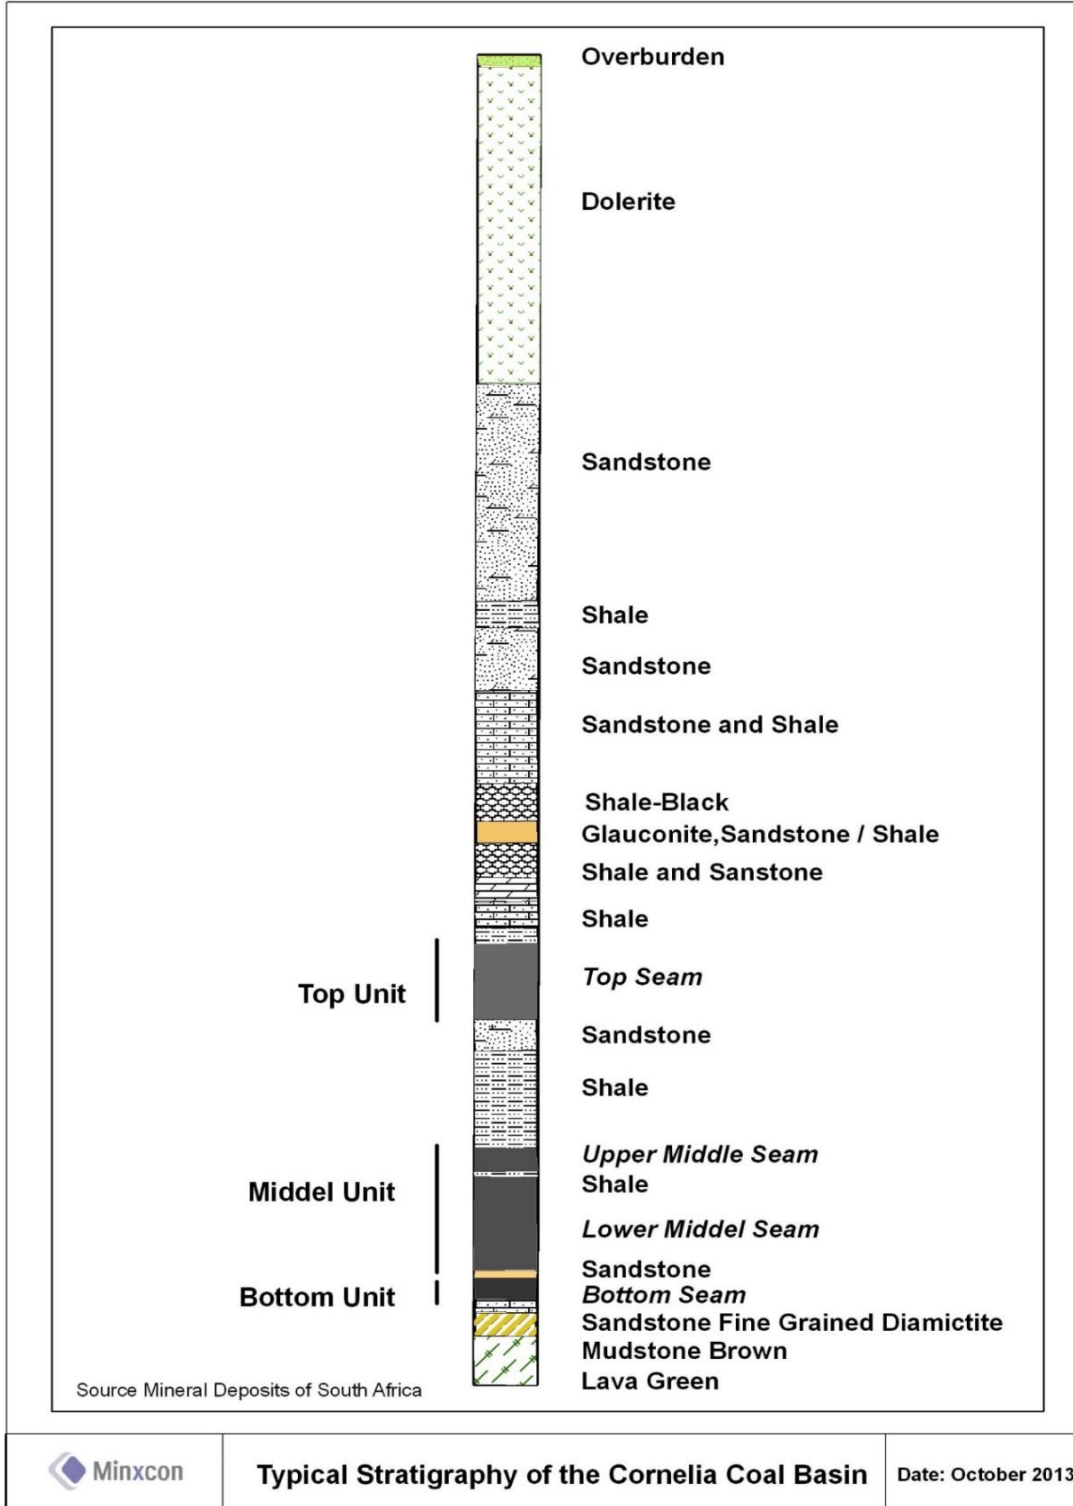 Overburden
Dolerite
Sandstone
Shale
Sandstone
Sandstone and Shale
Shale-Black
Glauconite,Sandstone / Shale
Shale and Sanstone
Shale
Top Seam
Top Unit
Sandstone
Shale
Upper Middle Seam
Shale
Middel Unit
Lower Middel Seam
Sandstone
Bottom Seam
Bottom Unit
Sandstone Fine Grained Diamictite
Mudstone Brown
Lava Green
Source Mineral Deposits of South Africa
Minxcon
Typical Stratigraphy of the Cornelia Coal Basin
Date: October 2013